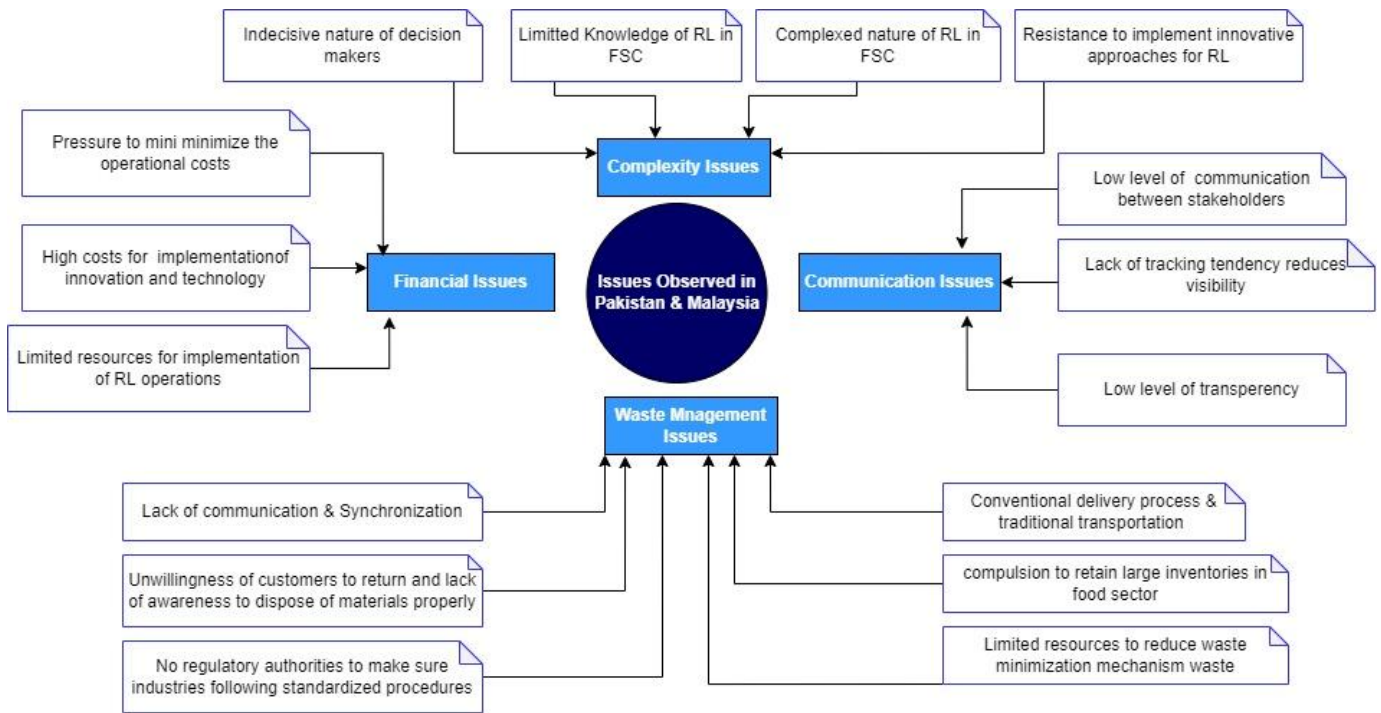 Indecisive nature of decision
makers
Limitted Knowledge of RL in
FSC
Complexed nature of RL in
FSC
Resistance to implement innovative
approaches for RL
Pressure to mini minimize the
operational costs
Complexity Issues
Low level of communication
between stakeholders
High costs for implementationof
innovation and technology
Financial Issues
Issues Observed in
Pakistan & Malaysia
Communication Issues
Lack of tracking tendency reduces
visibility
Limited resources for implementation
of RL operations
Low level of transperency
Waste Mnagement
Issues
Lack of communication & Synchronization
Conventional delivery process &
traditional transportation
Unwillingness of customers to return and lack
of awareness to dispose of materials properly
compulsion to retain large inventories in
food sector
No regulatory authorities to make sure
industries following standardized procedures
Limited resources to reduce waste
minimization mechanism waste